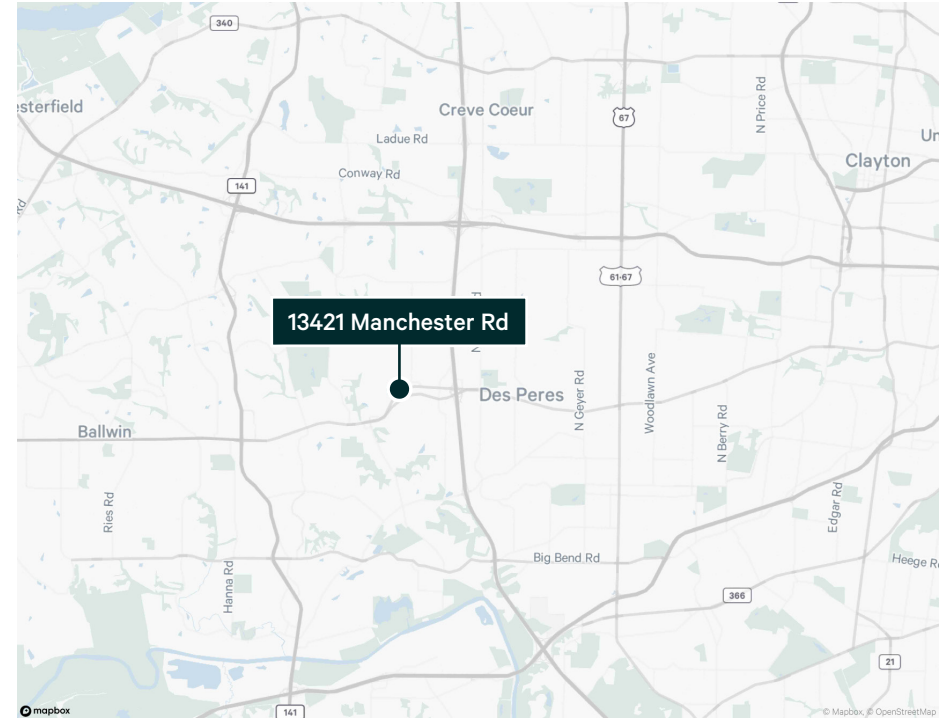 340
esterfield
Creve Coeur
67
N Price Rd
Ladue Rd
Un
Clayton
Conway Rd
141
Rd
61-67
13421 Manchester Rd
N
Des Peres
N Geyer Rd
Woodlawn Ave
N Berry Rd
Ballwin
Ries Rd
Edgar Rd
Big Bend Rd
Heege R
Hanna Rd
366
21
141
mapbox
© Mapbox, © OpenStreetMap